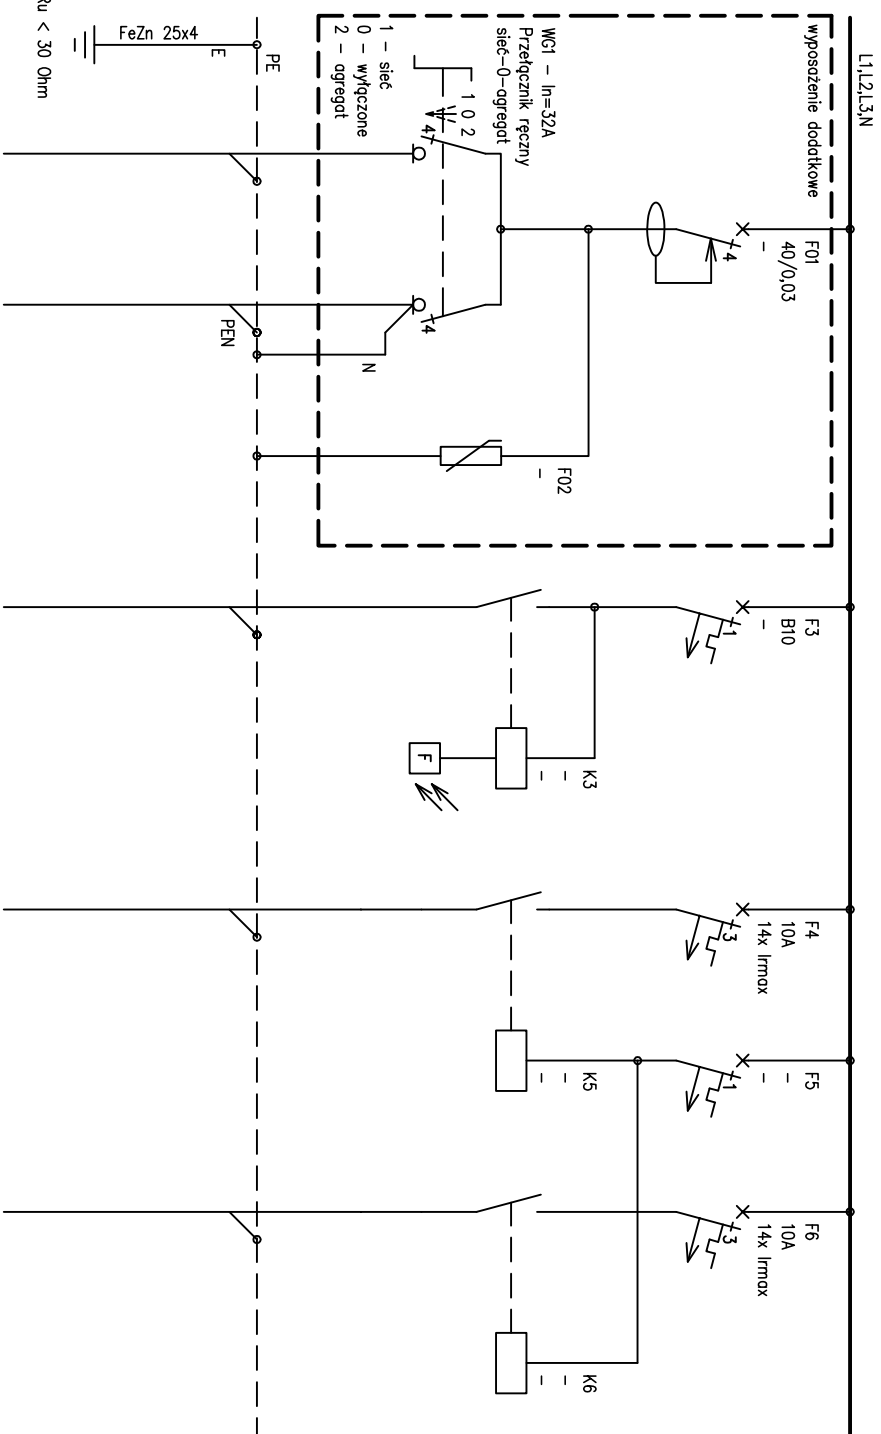 L1,L2,L3,N
wyposażenie dodatkowe
F01
40/0,03
-
4
WG1 - In=32A
Przełącznik ręczny
sieć-0-agregat
1 0 2
4
4
1 - sieć
0 - wyłączone
2 - agregat
N
F02
-
PE
PEN
E
FeZn 25x4
Ru < 30 Ohm
F3
B10
-
1
K3
-
-
F
F4
10A
14x Irmax
3
F5
-
-
1
K5
-
-
F6
10A
14x Irmax
3
K6
-
-